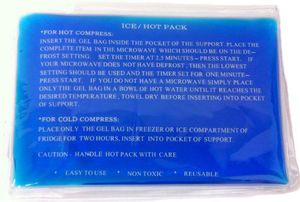 ICE/ HOT PACK
*FOR HOT COMPRESS:
INSERT THE GEL BAG INSIDE THE POCKET OF THE SUPPORT. PLACE THE
COMPLETE ITEM IN THE MICROWAVE WHICH SHOULD BE IN THE DE-
FROST SETTING. SET THE TIMER AT 2.5 MINUTES – PRESS START. IF
YOUR MICROWAVE DOES NOT HAVE DEFROST , THEN THE LOWEST
SETTING SHOULD BE USED AND THE TIMER SET FOR ONE MINUTE–
PRESS START. IF YOU DO NOT HAVE A MICROWAVE SIMPLY PLACE
ONLY THE GEL BAG IN A BOWL OF HOT WATER UNTIL IT REACHES THE
DESIRED TEMPERATURE , TOWEL DRY BEFORE INSERTING INTO POCKET
OF SUPPORT.
*FOR COLD COMPRESS:
PLACE ONLY THE GEL BAG IN FREEZER OR ICE COMPARTMENT OF
FRIDGE FOR TWO HOURS, INSERT INTO POCKET OF SUPPORT.
CAUTION - HANDLE HOT PACK WITH CARE
* EASY TO USE * NON TOXIC * REUSABLE